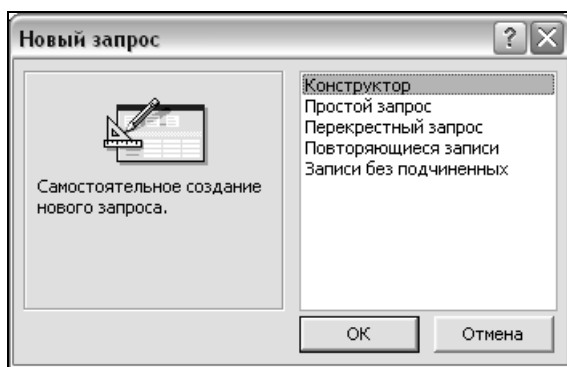 Новый запрос
Самостоятельное создание
нового запроса.
Конструктор
Простой запрос
Перекрестный запрос
Повторяющиеся записи
Записи без подчиненных
ОК
Отмена